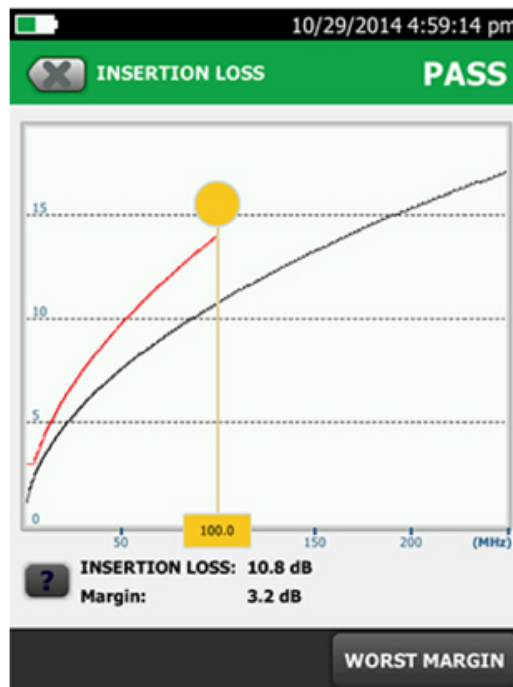 10/29/2014 4:59:14 pm
INSERTION LOSS
PASS
15
10
5
0
50
100.0
150
200
(MHz)
?
INSERTION LOSS: 10.8 dB
Margin: 3.2 dB
WORST MARGIN